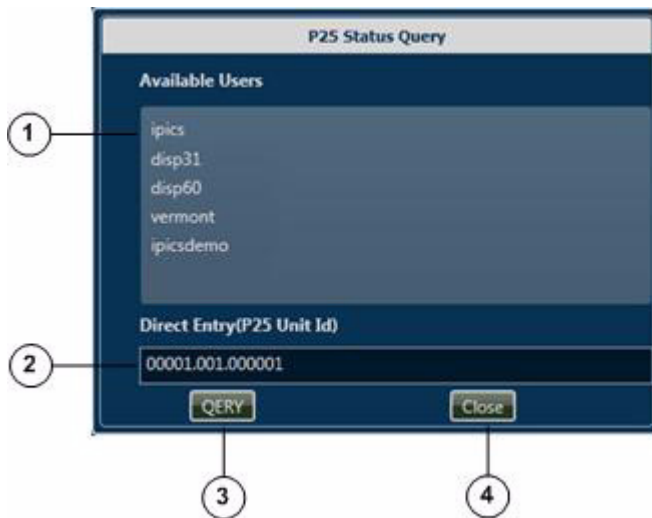 P25 Status Query
Available Users
1
ipics
disp31
disp60
vermont
ipicsdemo
Direct Entry(P25 Unit Id)
2
00001.001.000001
QERY
Close
3
4